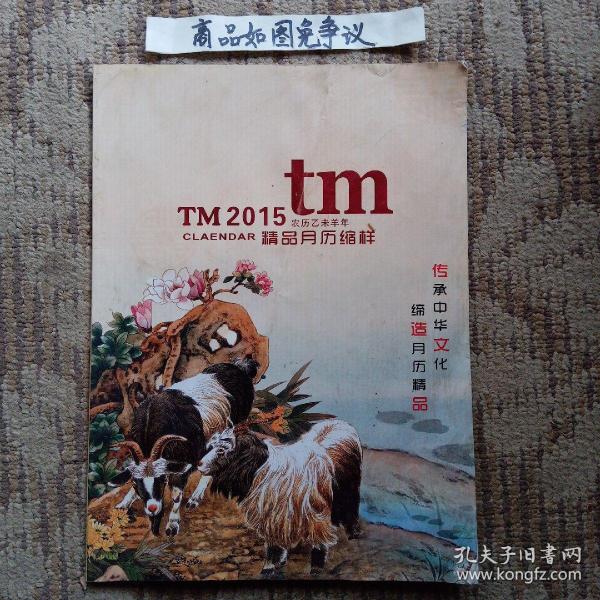 商品如图免争议
tm
TM 2015
农历乙未羊年
CLAENDAR 精品月历缩样
传承中华文化
缔造月历精品
孔夫子旧书网
www.kongfz.com